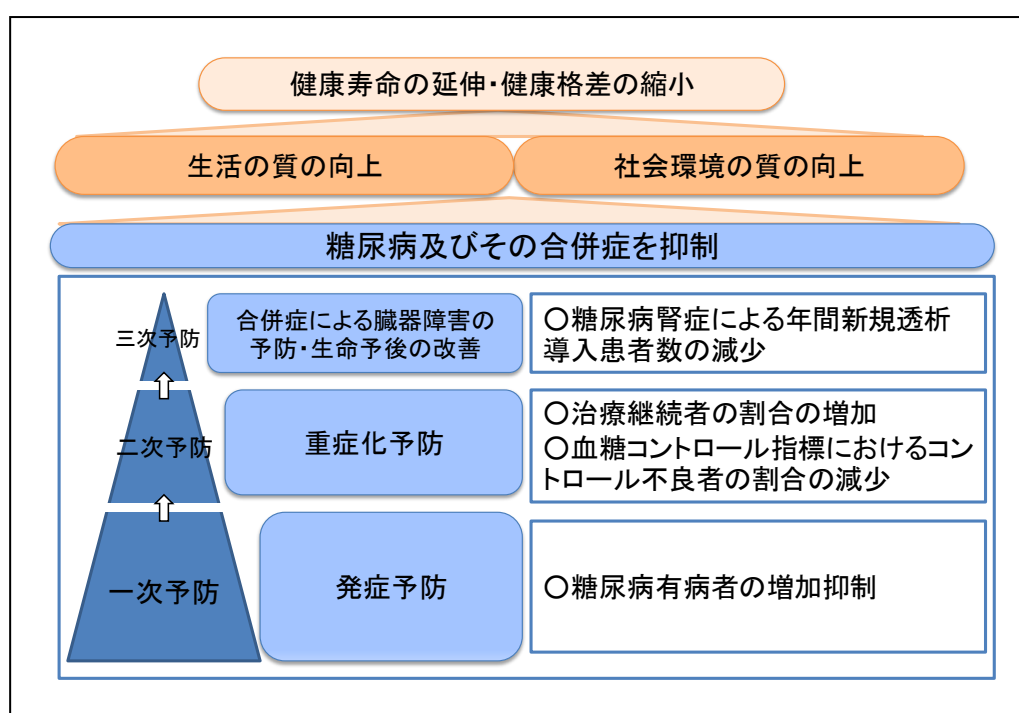 健康寿命の延伸・健康格差の縮小
生活の質の向上
社会環境の質の向上
糖尿病及びその合併症を抑制
三次予防
合併症による臓器障害の
予防・生命予後の改善
〇糖尿病腎症による年間新規透析
導入患者数の減少
二次予防
重症化予防
〇治療継続者の割合の増加
〇血糖コントロール指標におけるコン
トロール不良者の割合の減少
一次予防
発症予防
〇糖尿病有病者の増加抑制